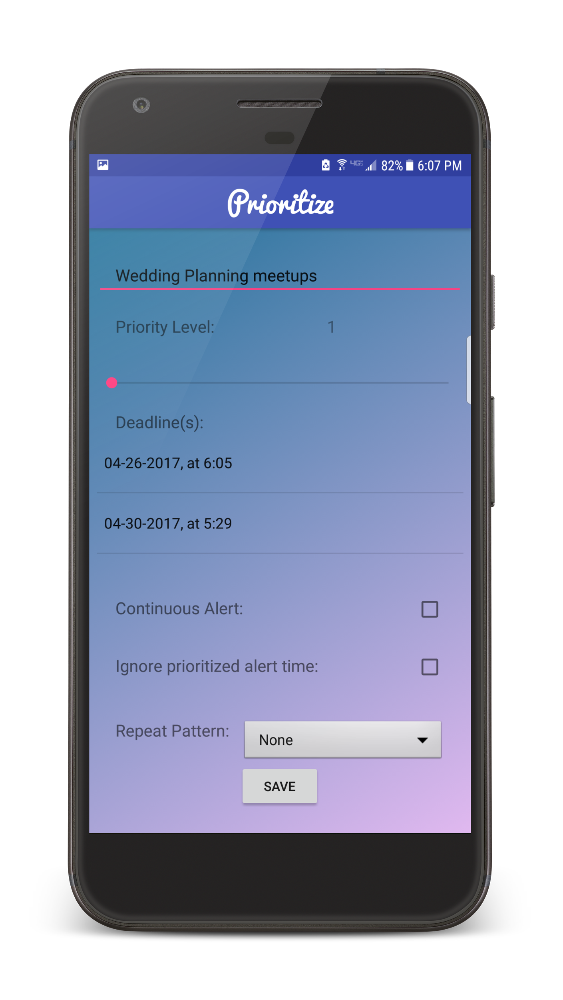 4G LTE 82% 6:07 PM
Prioritize
Wedding Planning meetups
Priority Level: 1
Deadline(s):
04-26-2017, at 6:05
04-30-2017, at 5:29
Continuous Alert:
Ignore prioritized alert time:
Repeat Pattern: None
SAVE